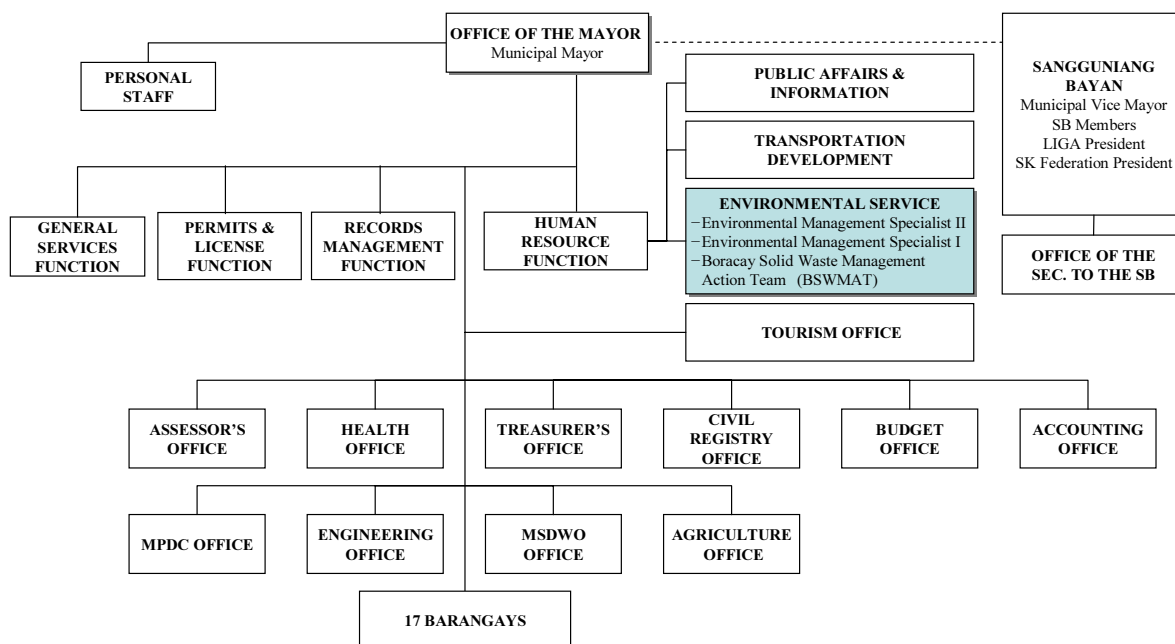 OFFICE OF THE MAYOR
Municipal Mayor
PERSONAL
STAFF
PUBLIC AFFAIRS &
INFORMATION
SANGGUNIANG
BAYAN
Municipal Vice Mayor
SB Members
LIGA President
SK Federation President
TRANSPORTATION
DEVELOPMENT
GENERAL
SERVICES
FUNCTION
PERMITS &
LICENSE
FUNCTION
RECORDS
MANAGEMENT
FUNCTION
HUMAN
RESOURCE
FUNCTION
ENVIRONMENTAL SERVICE
−Environmental Management Specialist II
−Environmental Management Specialist I
−Boracay Solid Waste Management
Action Team (BSWMAT)
OFFICE OF THE
SEC. TO THE SB
TOURISM OFFICE
ASSESSOR'S
OFFICE
HEALTH
OFFICE
TREASURER'S
OFFICE
CIVIL
REGISTRY
OFFICE
BUDGET
OFFICE
ACCOUNTING
OFFICE
MPDC OFFICE
ENGINEERING
OFFICE
MSDWO
OFFICE
AGRICULTURE
OFFICE
17 BARANGAYS